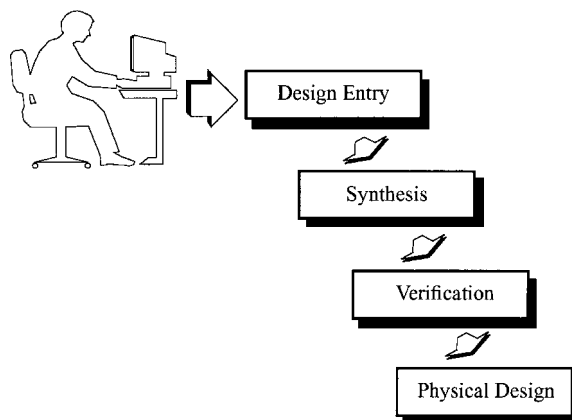 Design Entry
Synthesis
Verification
Physical Design